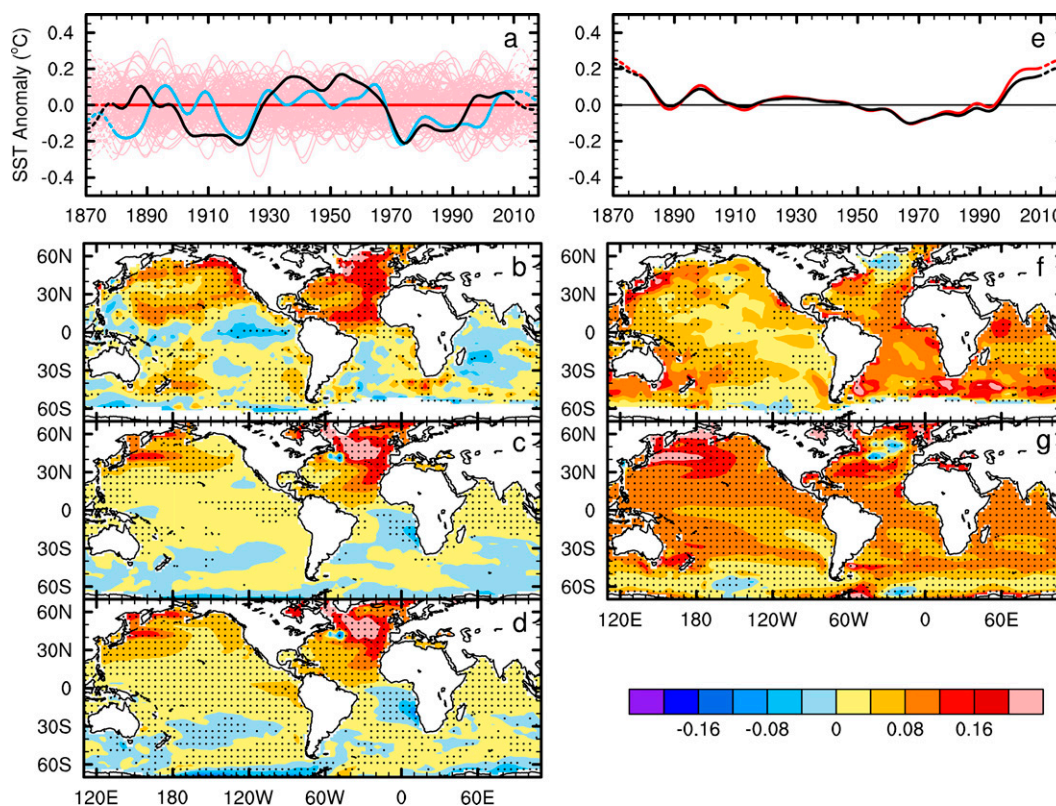 SST Anomaly (°C)
0.4
0.2
0.0
-0.2
-0.4
a
1870 1890 1910 1930 1950 1970 1990 2010
0.4
0.2
0.0
-0.2
-0.4
e
1870 1890 1910 1930 1950 1970 1990 2010
60N
30N
0
30S
60S
b
60N
30N
0
30S
60S
f
60N
30N
0
30S
60S
c
60N
30N
0
30S
60S
g
120E 180 120W 60W 0 60E
60N
30N
0
30S
60S
d
120E 180 120W 60W 0 60E
-0.16 -0.08 0 0.08 0.16